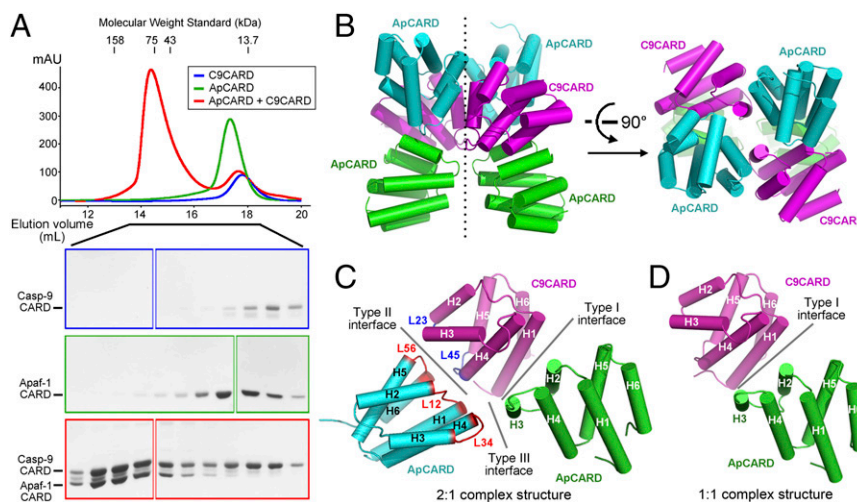 A
Molecular Weight Standard (kDa)
158 75 43 13.7
mAU
C9CARD
ApCARD
ApCARD + C9CARD
400
300
200
100
0
12 14 16 18 20
Elution volume
(mL)
Casp-9
CARD
Apaf-1
CARD
Casp-9
CARD
Apaf-1
CARD
B
ApCARD
ApCARD
C9CARD
ApCARD
ApCARD
90°
C9CARD
ApCARD
ApCARD
C9CARD
C
C9CARD
Type II
interface
Type I
interface
L23
H2
H5
H6
H3
H1
L45
H4
L56
H5
H2
H6
L12
H1
H4
H3
L34
ApCARD
Type III
interface
H2
H5
H6
H3
H4
H1
ApCARD
2:1 complex structure
D
C9CARD
Type I
interface
H2
H5
H6
H3
H1
H4
H2
H5
H6
H3
H4
H1
ApCARD
1:1 complex structure